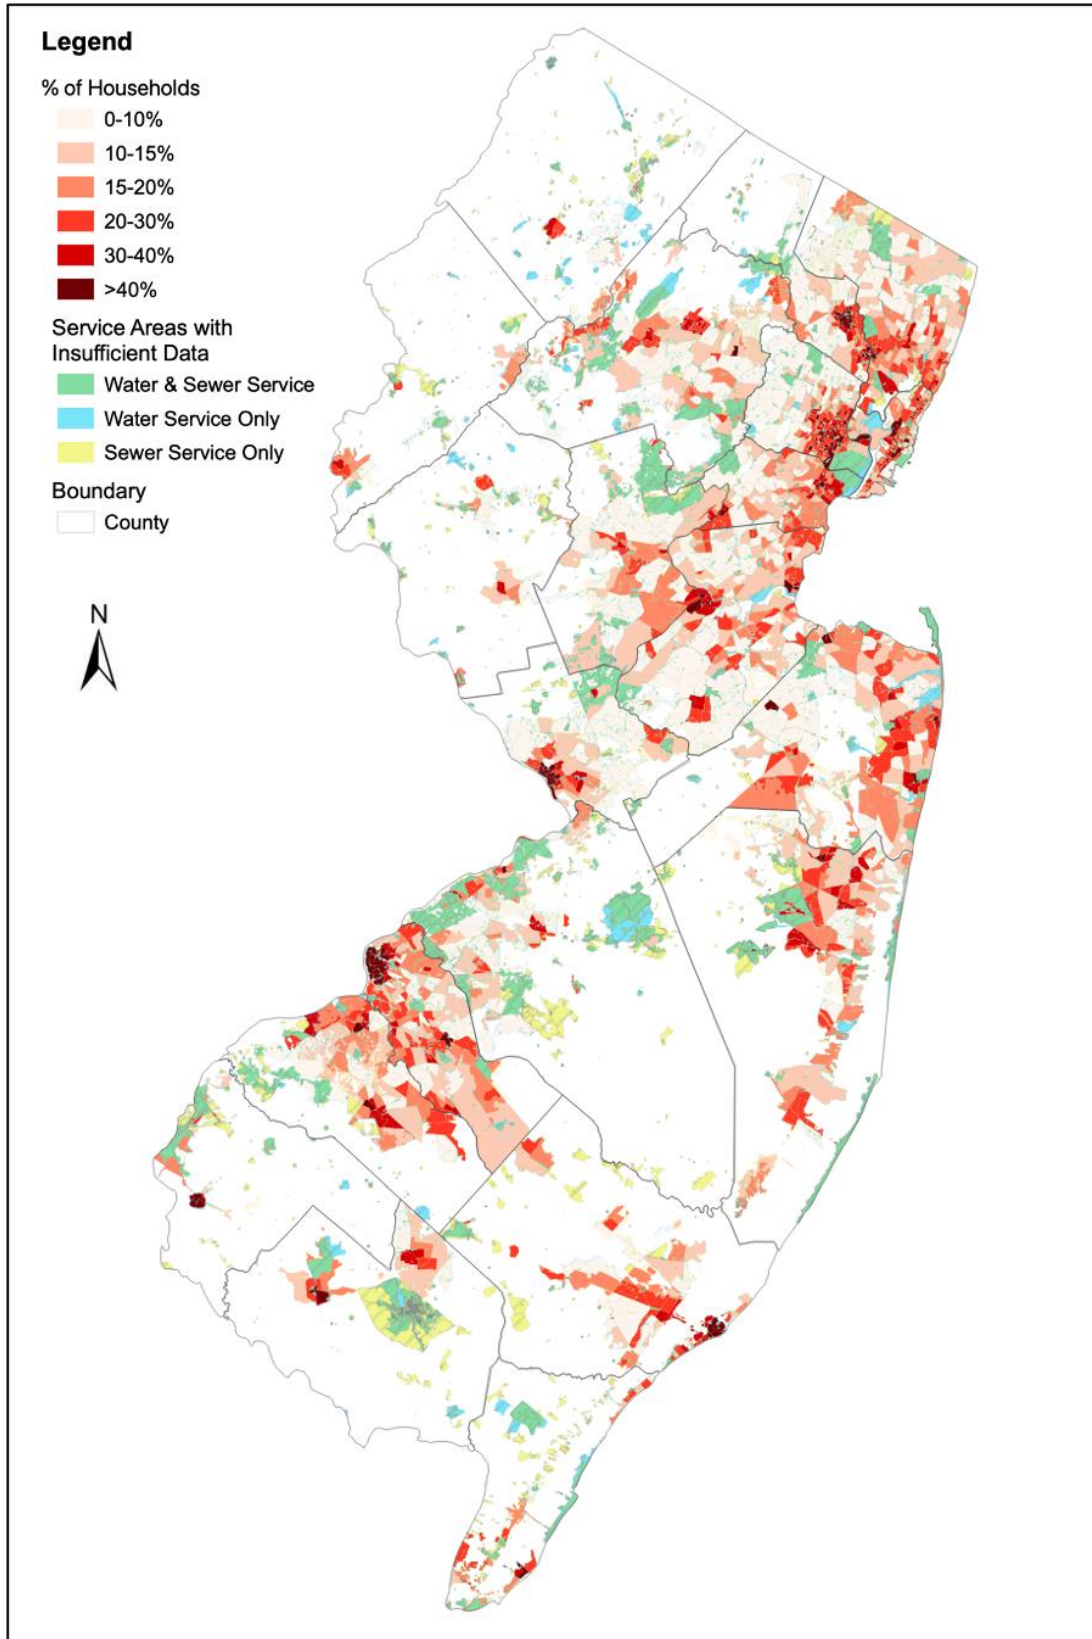 Legend
% of Households
0-10%
10-15%
15-20%
20-30%
30-40%
>40%
Service Areas with
Insufficient Data
Water & Sewer Service
Water Service Only
Sewer Service Only
Boundary
County
N